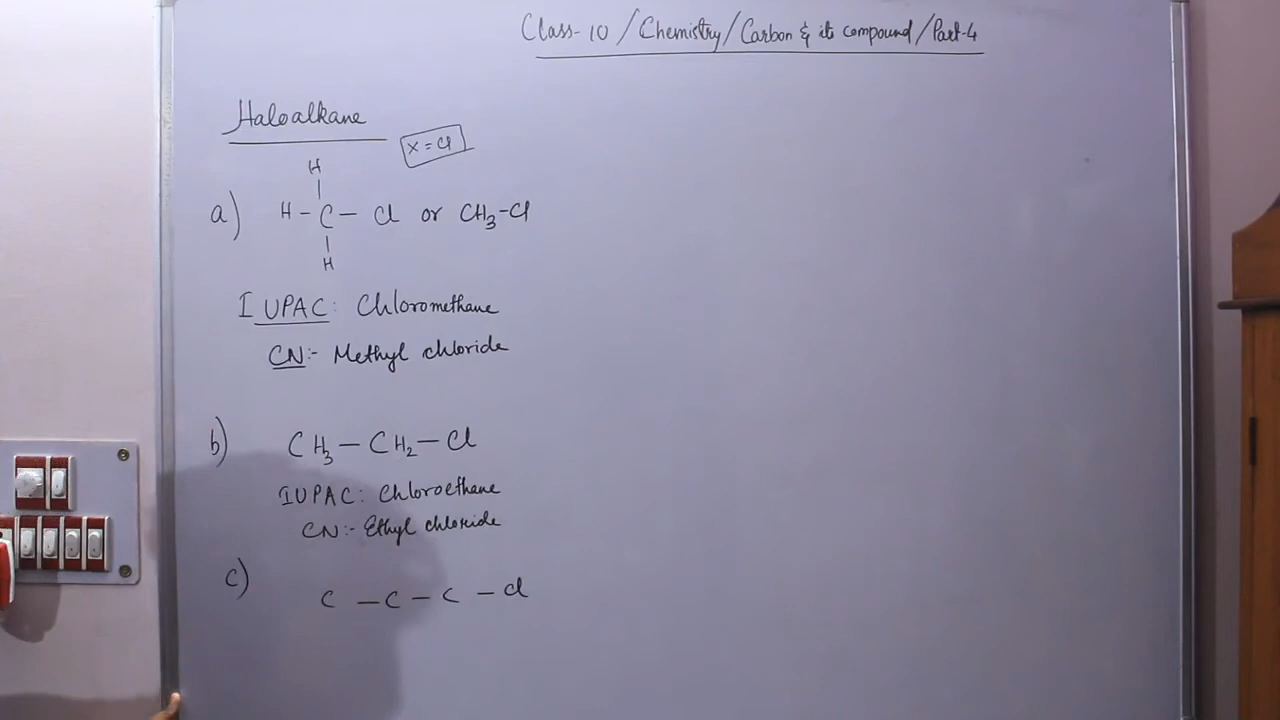 Class-10 / Chemistry / Carbon & its compound / Part-4
Haloalkane
X = Cl
H
a) H - C - Cl or CH3-Cl
H
IUPAC: Chloromethane
CN:- Methyl chloride
b) CH3 - CH2 - Cl
IUPAC: Chloroethane
CN:- Ethyl chloride
c) C - C - C - Cl